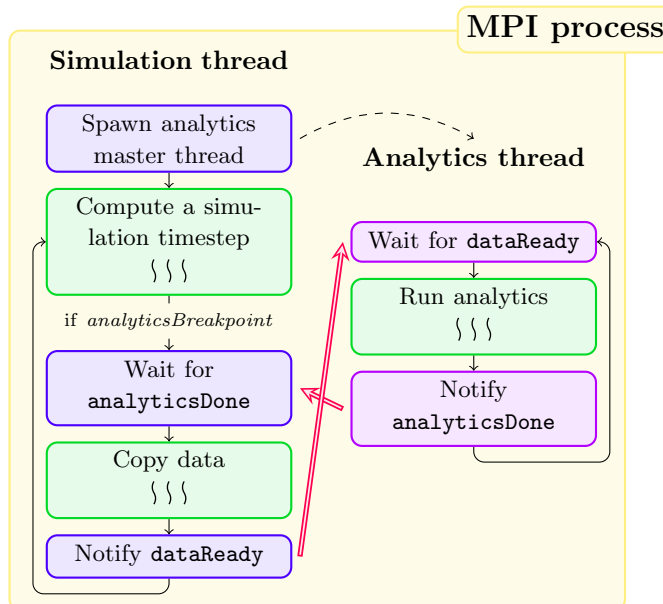 MPI process
Simulation thread
Spawn analytics
master thread
Compute a simu-
lation timestep
if analyticsBreakpoint
Wait for
analyticsDone
Copy data
Notify dataReady
Analytics thread
Wait for dataReady
Run analytics
Notify
analyticsDone